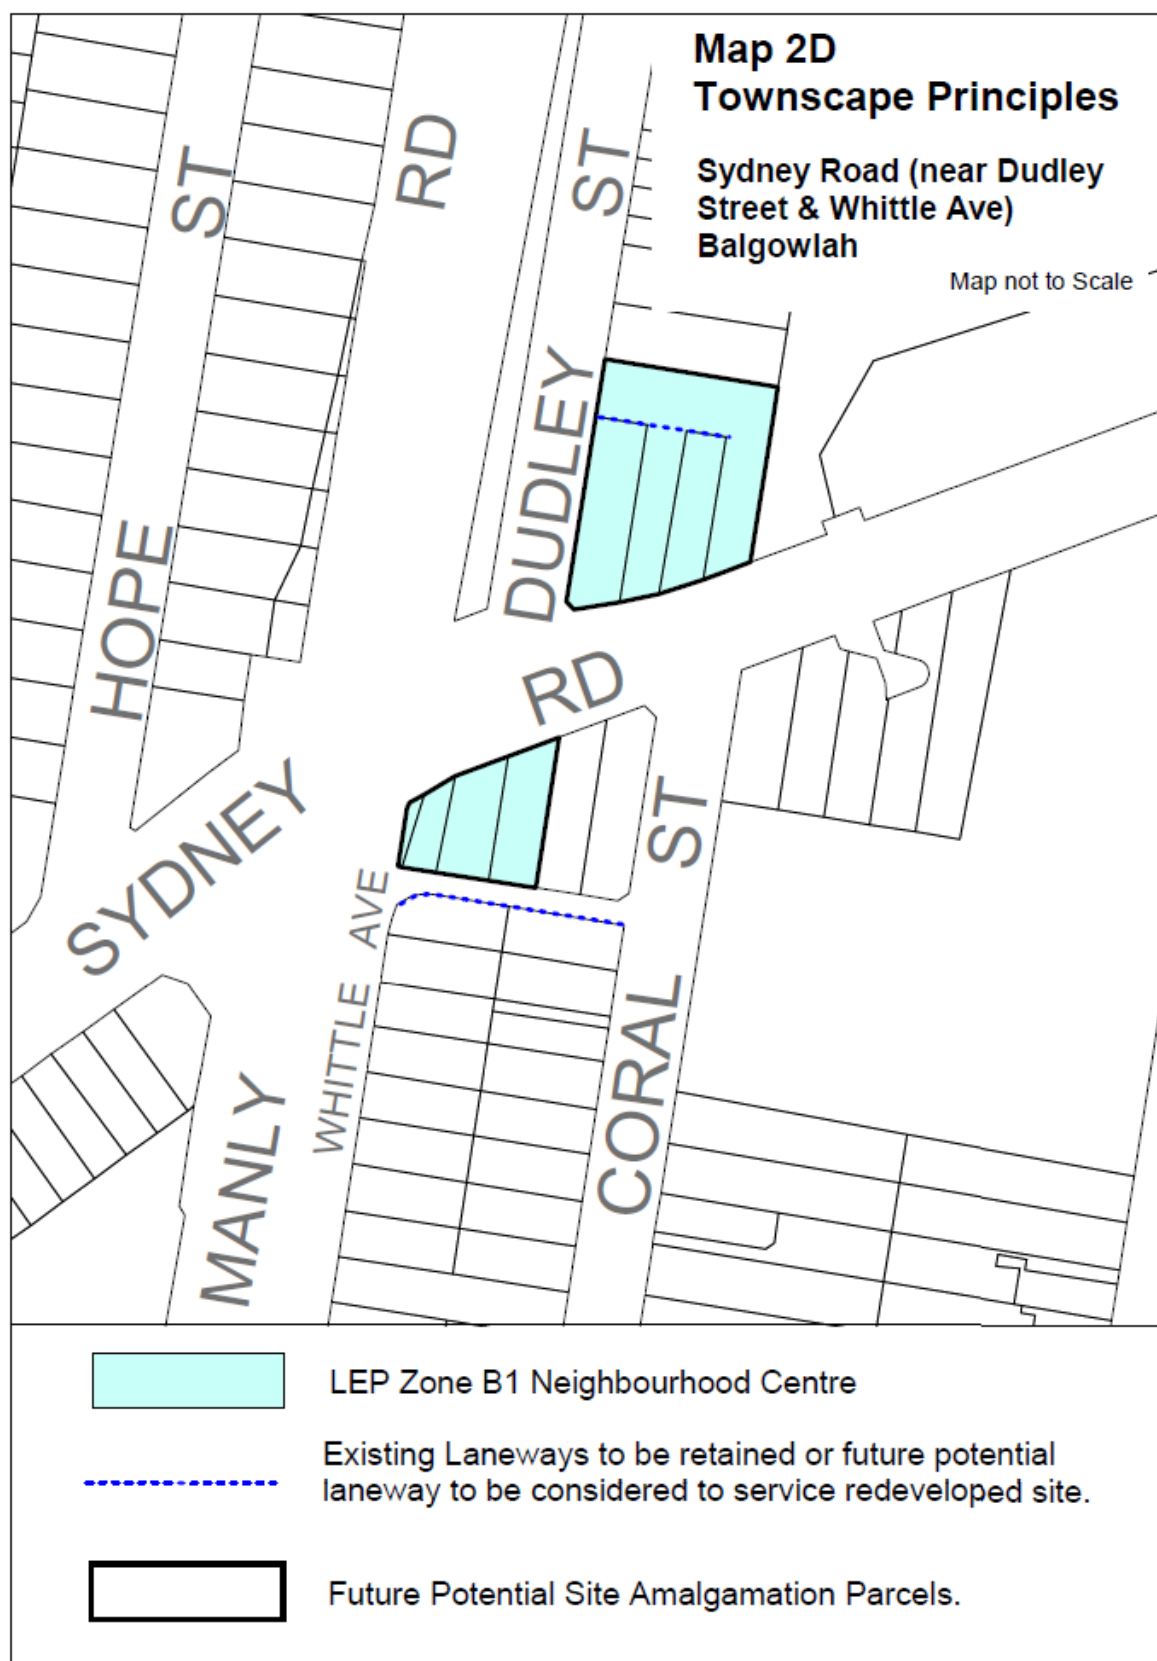 Map 2D
Townscape Principles
Sydney Road (near Dudley
Street & Whittle Ave)
Balgowlah
Map not to Scale
HOPE ST
RD
DUDLEY ST
SYDNEY RD
WHITTLE AVE
CORAL ST
MANLY
LEP Zone B1 Neighbourhood Centre
Existing Laneways to be retained or future potential
laneway to be considered to service redeveloped site.
Future Potential Site Amalgamation Parcels.